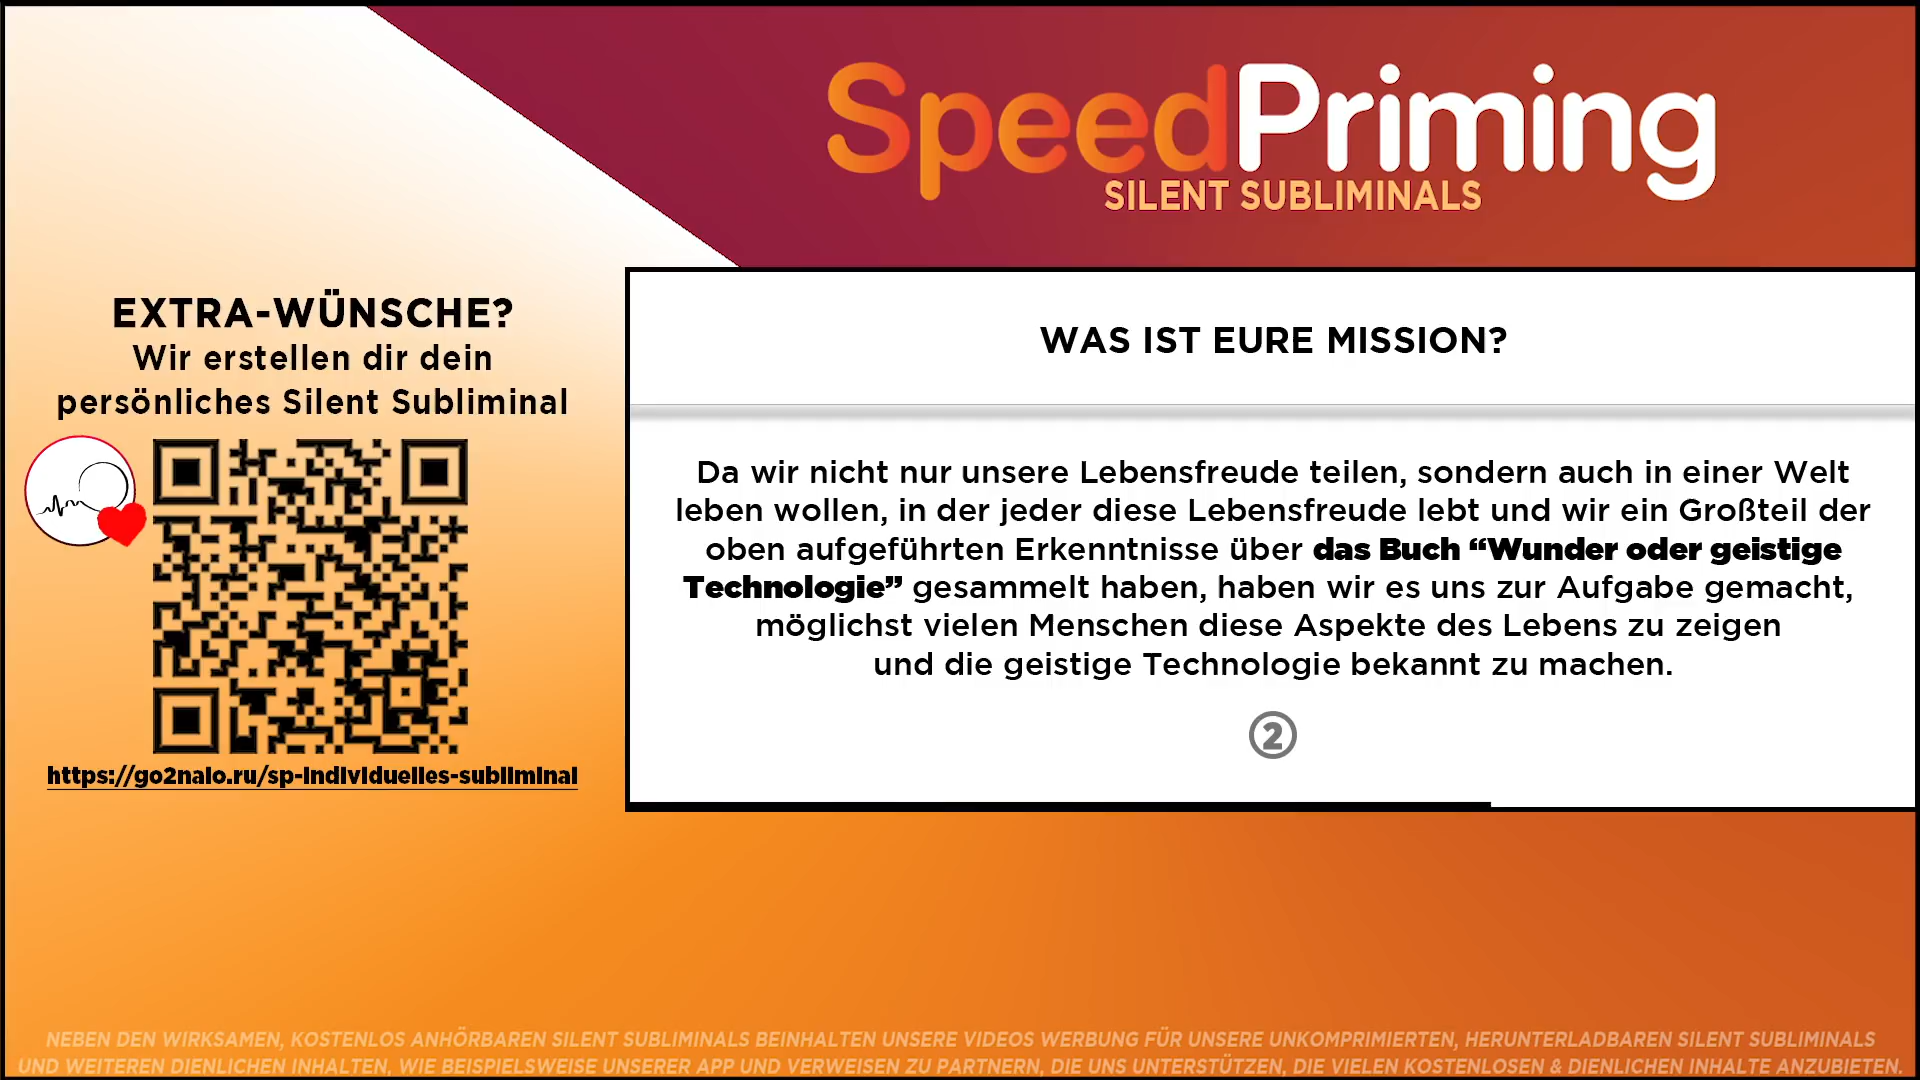 SpeedPriming
SILENT SUBLIMINALS
EXTRA-WÜNSCHE?
Wir erstellen dir dein
persönliches Silent Subliminal
https://go2nalo.ru/sp-individuelles-subliminal
WAS IST EURE MISSION?
Da wir nicht nur unsere Lebensfreude teilen, sondern auch in einer Welt
leben wollen, in der jeder diese Lebensfreude lebt und wir ein Großteil der
oben aufgeführten Erkenntnisse über das Buch “Wunder oder geistige
Technologie” gesammelt haben, haben wir es uns zur Aufgabe gemacht,
möglichst vielen Menschen diese Aspekte des Lebens zu zeigen
und die geistige Technologie bekannt zu machen.
②
NEBEN DEN WIRKSAMEN, KOSTENLOS ANHÖRBAREN SILENT SUBLIMINALS BEINHALTEN UNSERE VIDEOS WERBUNG FÜR UNSERE UNKOMPRIMIERTEN, HERUNTERLADBAREN SILENT SUBLIMINALS
UND WEITEREN DIENLICHEN INHALTEN, WIE BEISPIELSWEISE UNSERER APP UND VERWEISEN ZU PARTNERN, DIE UNS UNTERSTÜTZEN, DIE VIELEN KOSTENLOSEN & DIENLICHEN INHALTE ANZUBIETEN.